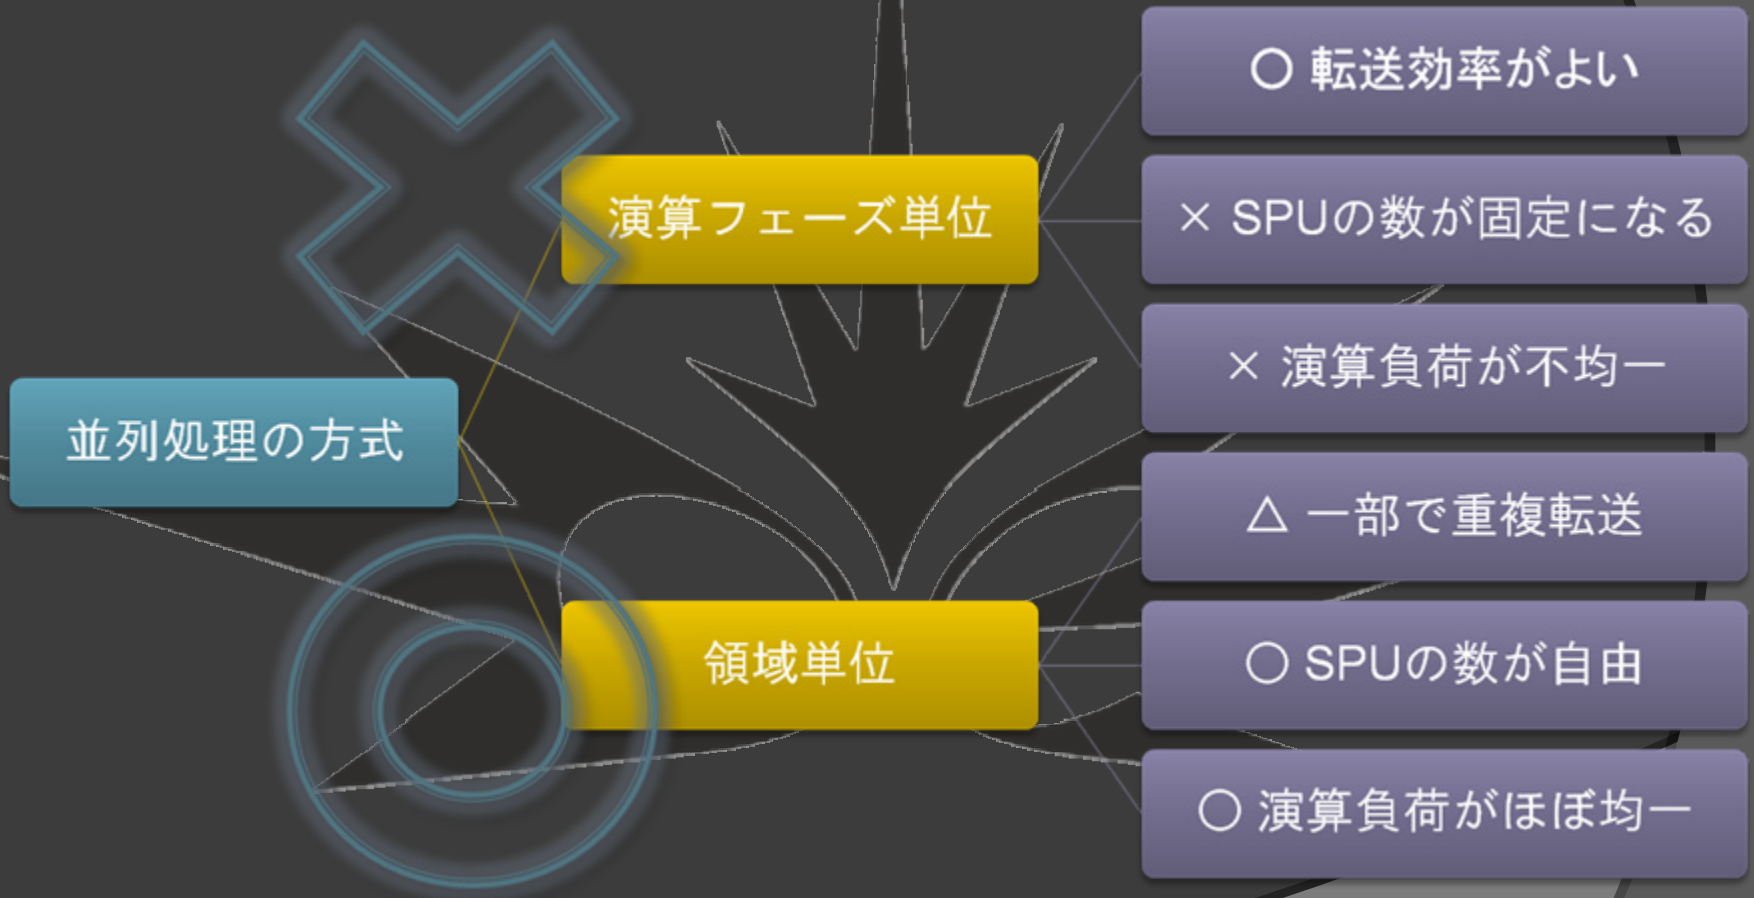 並列処理の方式
演算フェーズ単位
○ 転送効率がよい
× SPUの数が固定になる
× 演算負荷が不均一
領域単位
△ 一部で重複転送
○ SPUの数が自由
○ 演算負荷がほぼ均一